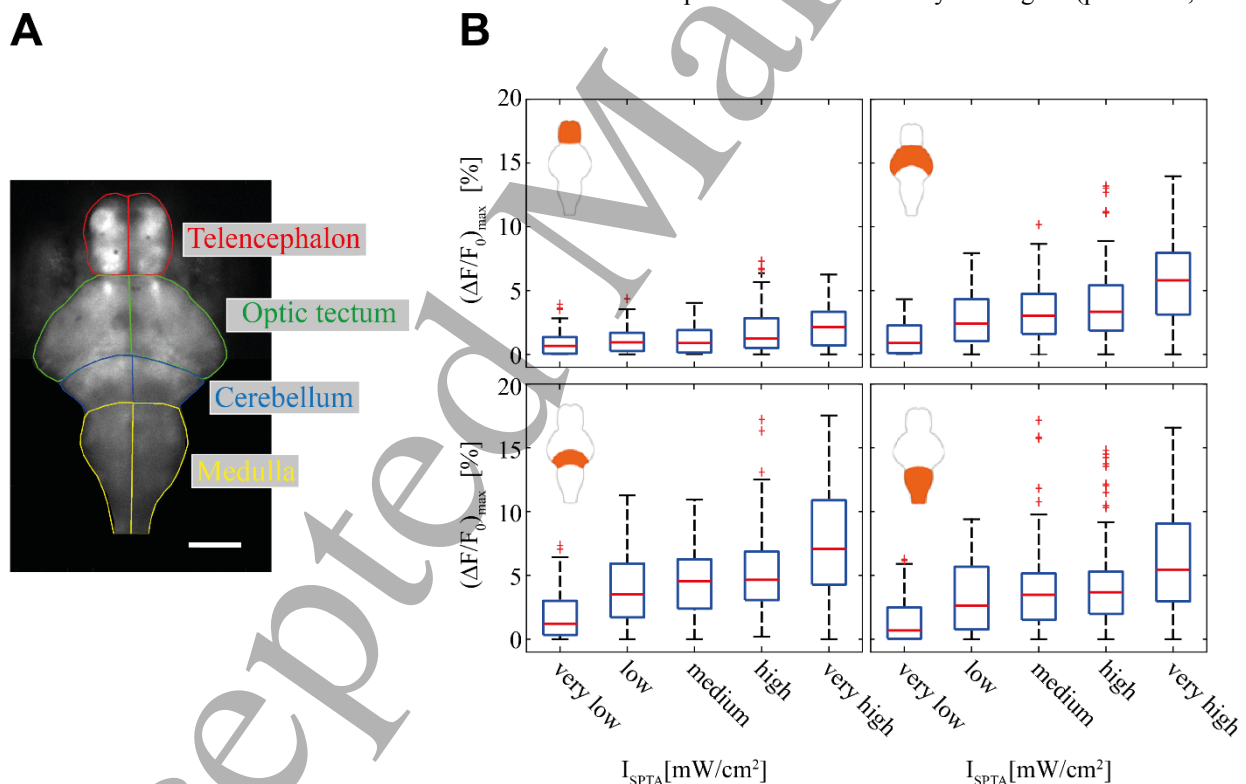 A
B
Telencephalon
Optic tectum
Cerebellum
Medulla
20
15
10
5
0
(ΔF/F0)max [%]
20
15
10
5
0
(ΔF/F0)max [%]
very low
low
medium
high
very high
very low
low
medium
high
very high
ISPTA[mW/cm²]
ISPTA[mW/cm²]